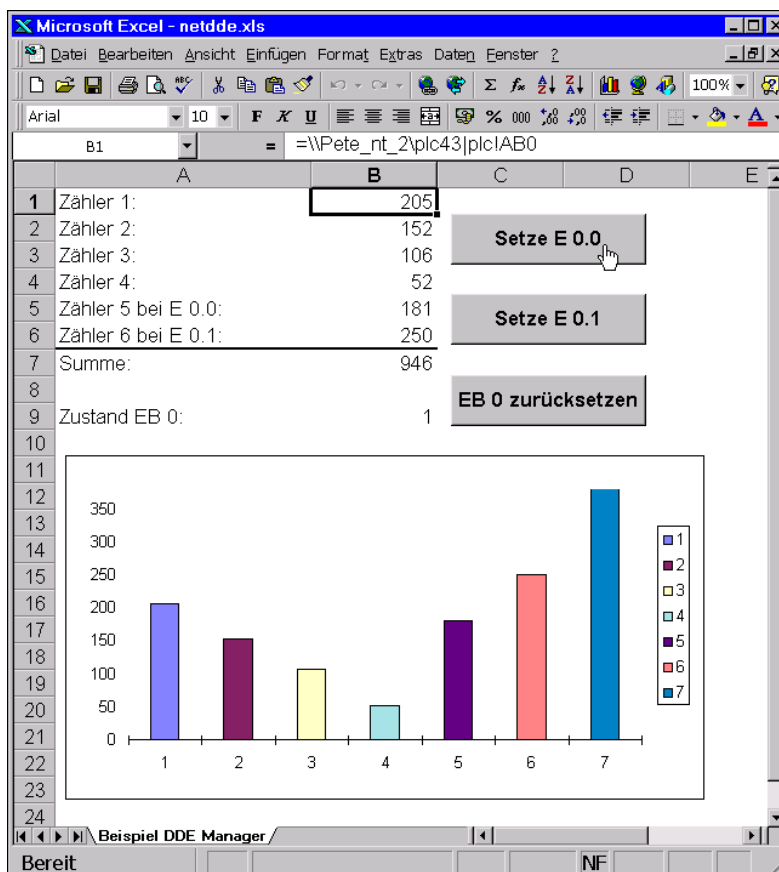 Microsoft Excel - netdde.xls
Datei Bearbeiten Ansicht Einfügen Format Extras Daten Fenster ?
100%
Arial 10 F K U % 000
B1 = =\\Pete_nt_2\plc43|plc!AB0
A B C D E
1 Zähler 1: 205
2 Zähler 2: 152
Setze E 0.0
3 Zähler 3: 106
4 Zähler 4: 52
5 Zähler 5 bei E 0.0: 181
Setze E 0.1
6 Zähler 6 bei E 0.1: 250
7 Summe: 946
8
EB 0 zurücksetzen
9 Zustand EB 0: 1
10
11
12
13
14
15
16
17
18
19
20
21
22
23
24
350
300
250
200
150
100
50
0
1 2 3 4 5 6 7
1
2
3
4
5
6
7
Beispiel DDE Manager
Bereit NF